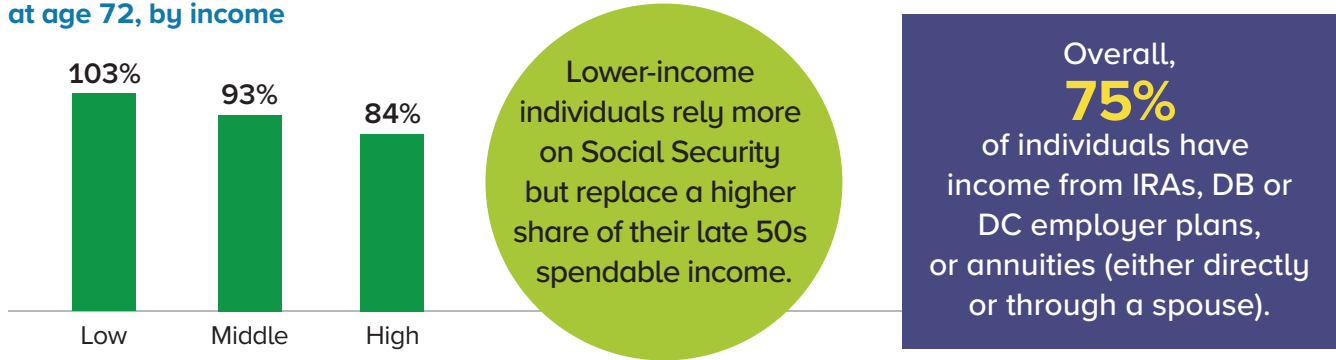 at age 72, by income
103%
93%
84%
Low
Middle
High
Lower-income
individuals rely more
on Social Security
but replace a higher
share of their late 50s
spendable income.
Overall,
75%
of individuals have
income from IRAs, DB or
DC employer plans,
or annuities (either directly
or through a spouse).